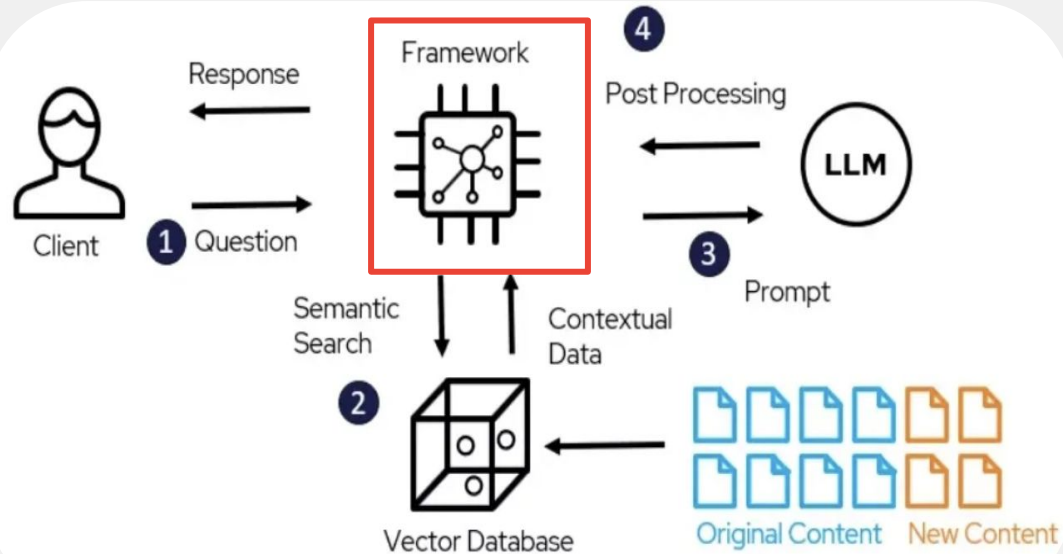 Framework
4
Response
Post Processing
LLM
Client
1 Question
3
Prompt
Semantic
Search
Contextual
Data
2
Vector Database
Original Content
New Content